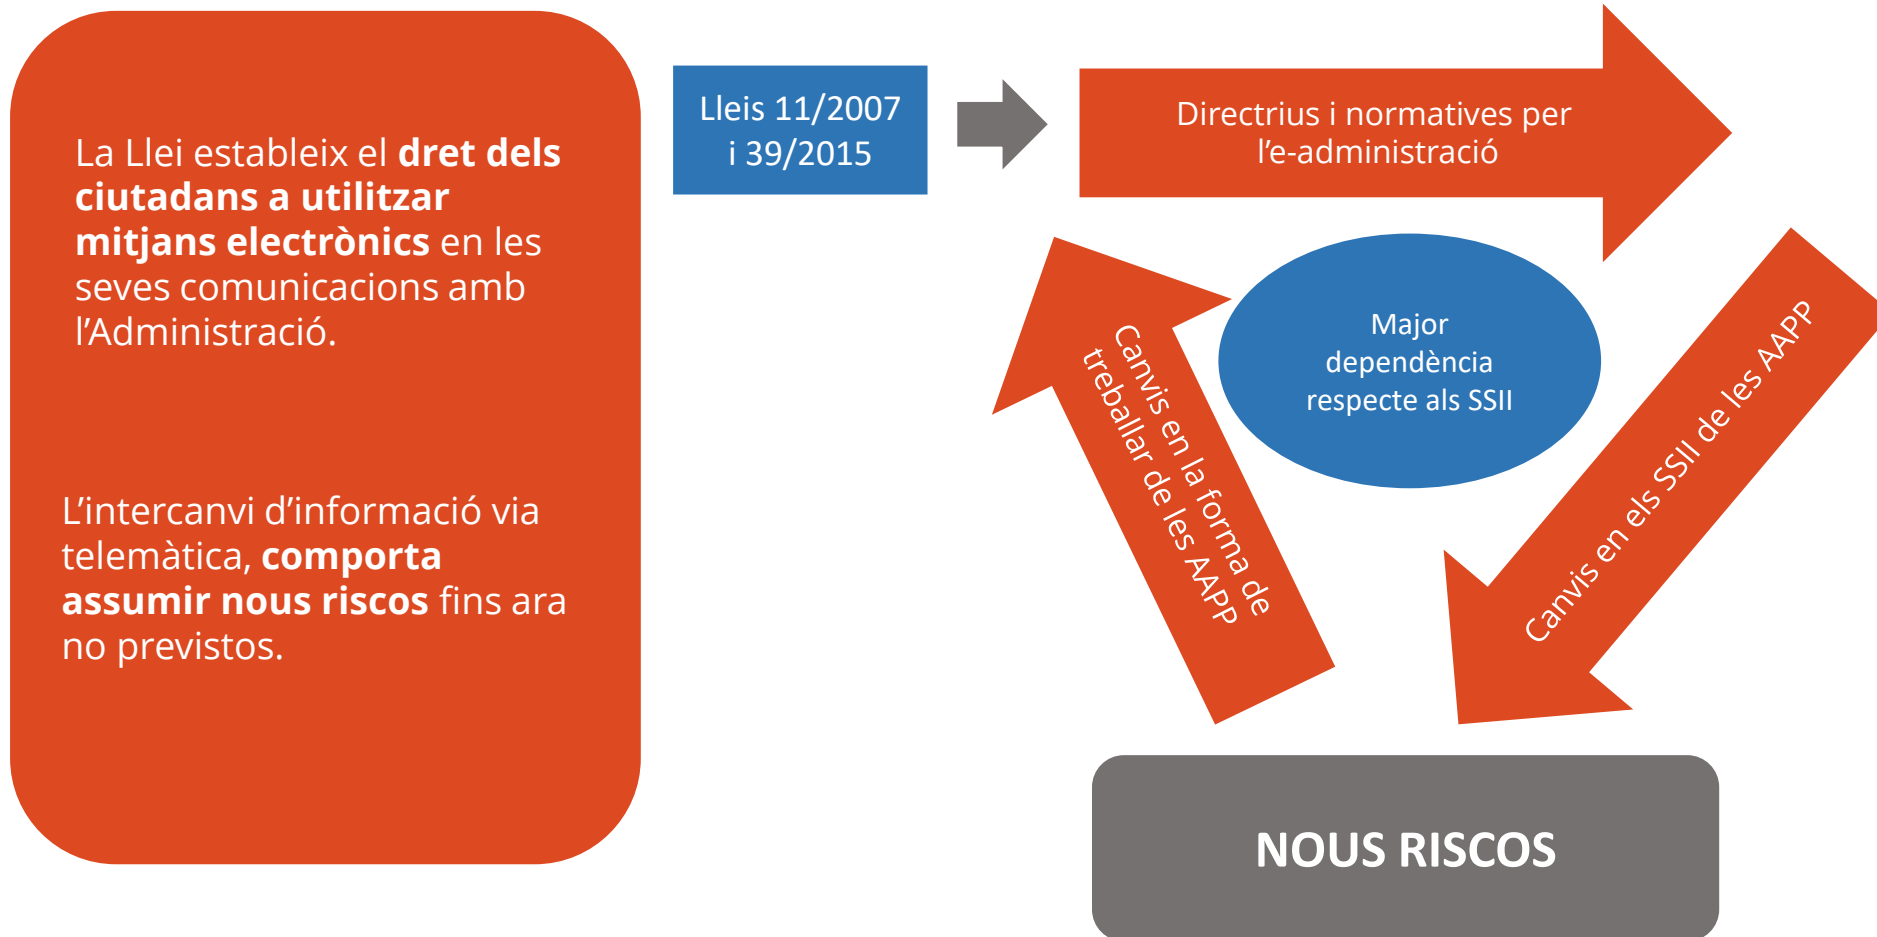 La Llei estableix el dret dels
ciutadans a utilitzar
mitjans electrònics en les
seves comunicacions amb
l’Administració.
L’intercanvi d’informació via
telemàtica, comporta
assumir nous riscos fins ara
no previstos.
Lleis 11/2007
i 39/2015
Directrius i normatives per
l’e-administració
Canvis en els SSII de les AAPP
Canvis en la forma de
treballar de les AAPP
Major
dependència
respecte als SSII
NOUS RISCOS